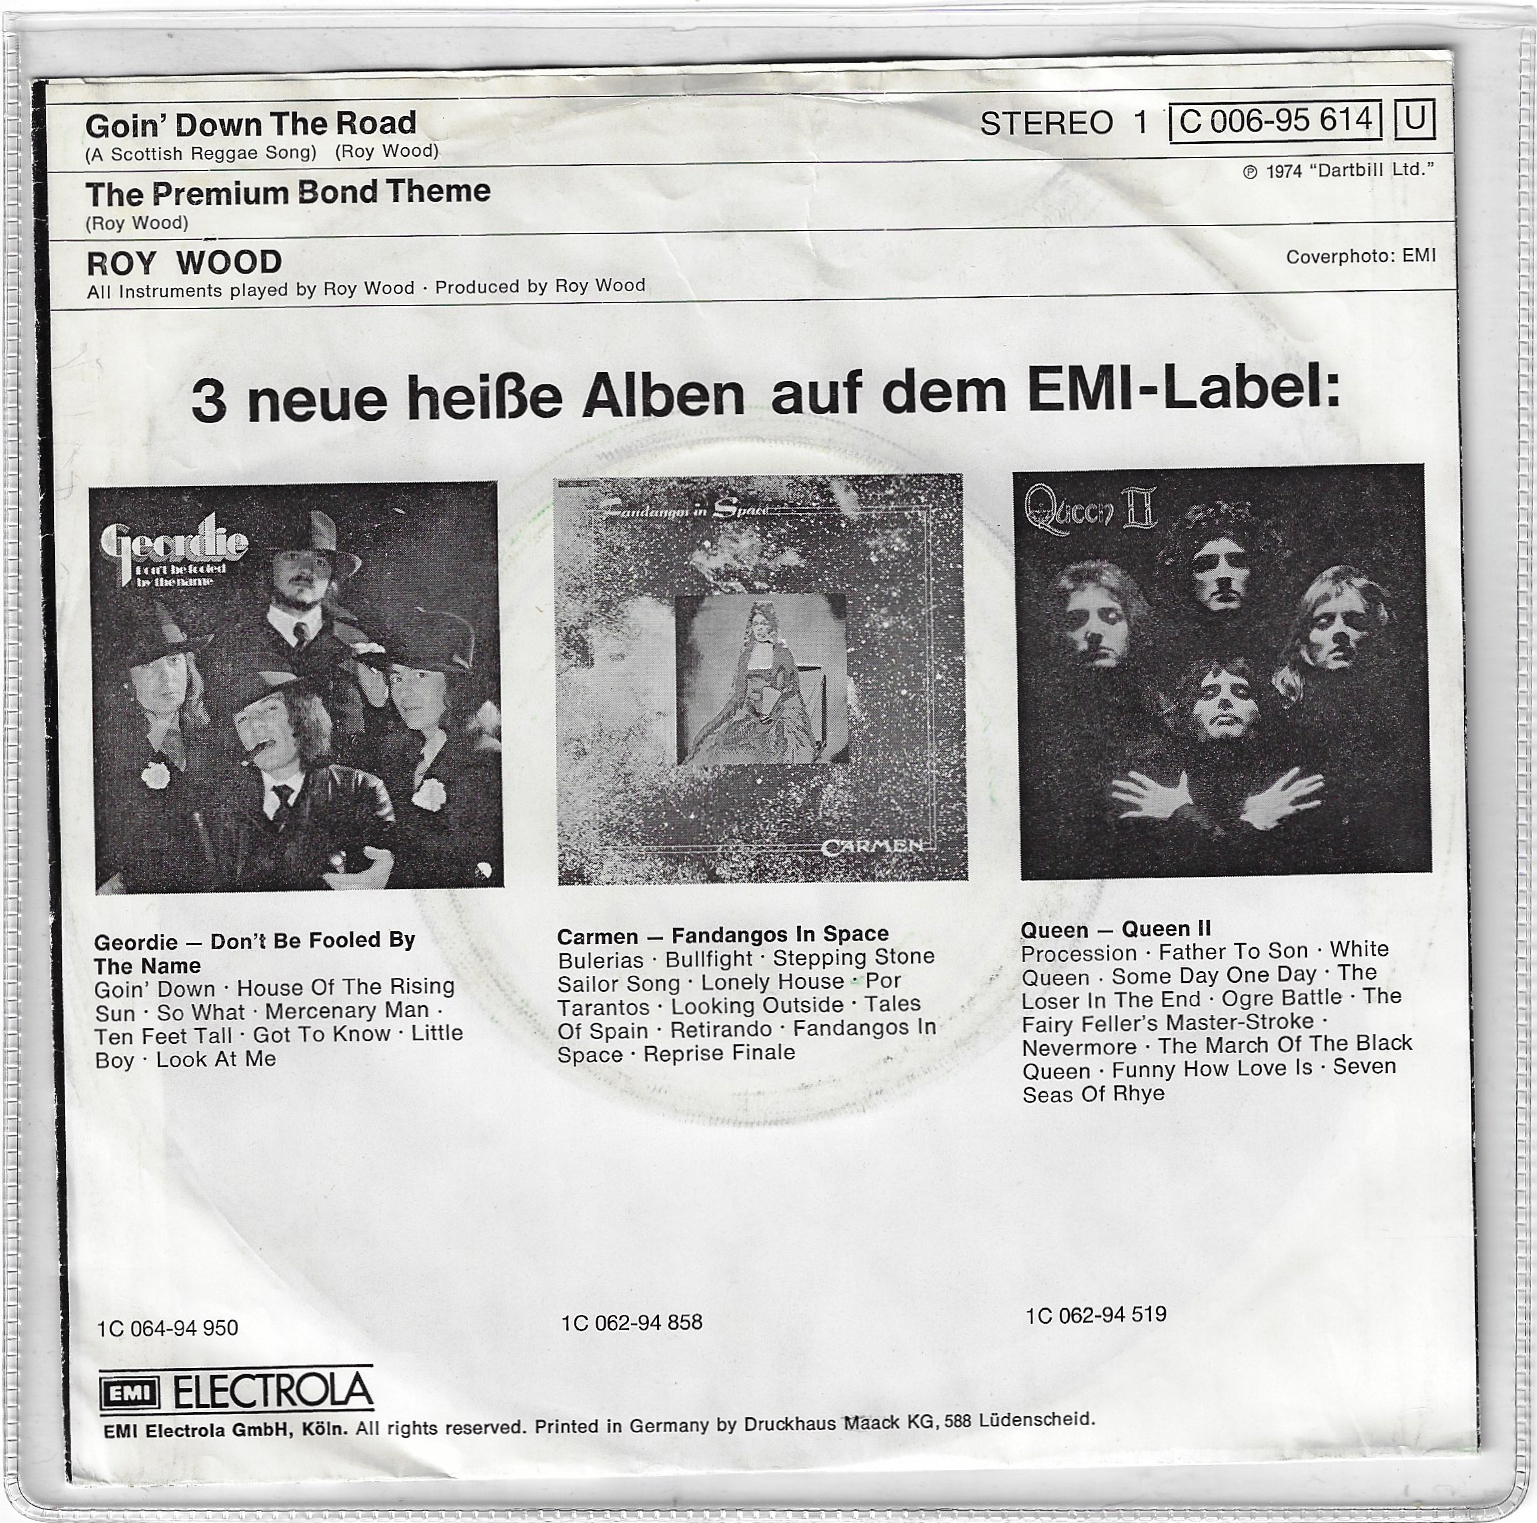 Goin' Down The Road
(A Scottish Reggae Song) (Roy Wood)
STEREO 1 C 006-95 614 U
℗ 1974 “Dartbill Ltd.”
The Premium Bond Theme
(Roy Wood)
ROY WOOD
All Instruments played by Roy Wood · Produced by Roy Wood
Coverphoto: EMI
3 neue heiße Alben auf dem EMI-Label:
Geordie
Don't be fooled
by the name
Fandangos in Space
CARMEN
Queen II
Geordie — Don't Be Fooled By
The Name
Goin' Down · House Of The Rising
Sun · So What · Mercenary Man ·
Ten Feet Tall · Got To Know · Little
Boy · Look At Me
1C 064-94 950
Carmen — Fandangos In Space
Bulerias · Bullfight · Stepping Stone
Sailor Song · Lonely House · Por
Tarantos · Looking Outside · Tales
Of Spain · Retirando · Fandangos In
Space · Reprise Finale
1C 062-94 858
Queen — Queen II
Procession · Father To Son · White
Queen · Some Day One Day · The
Loser In The End · Ogre Battle · The
Fairy Feller's Master-Stroke ·
Nevermore · The March Of The Black
Queen · Funny How Love Is · Seven
Seas Of Rhye
1C 062-94 519
EMI ELECTROLA
EMI Electrola GmbH, Köln. All rights reserved. Printed in Germany by Druckhaus Maack KG, 588 Lüdenscheid.